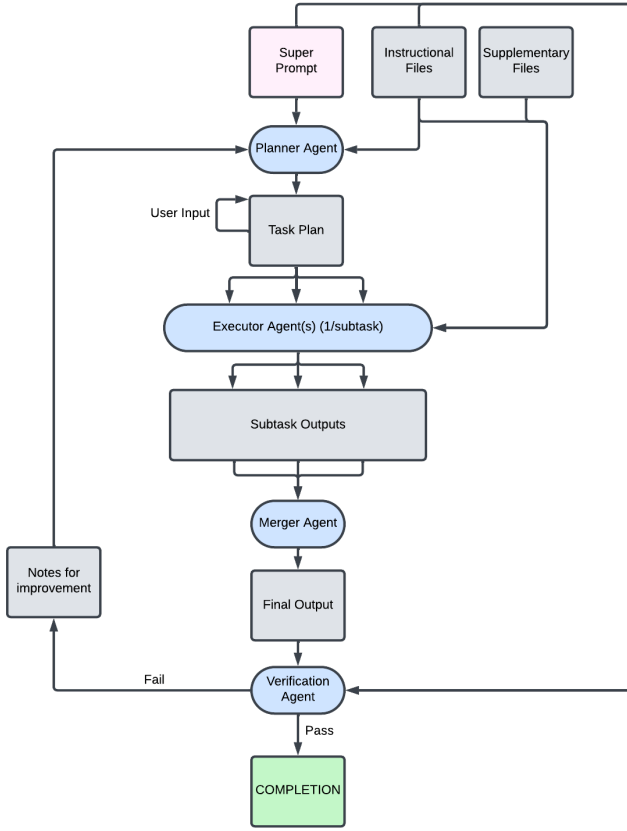 Super
Prompt
Instructional
Files
Supplementary
Files
Planner Agent
User Input
Task Plan
Executor Agent(s) (1/subtask)
Subtask Outputs
Merger Agent
Notes for
improvement
Final Output
Fail
Verification
Agent
Pass
COMPLETION